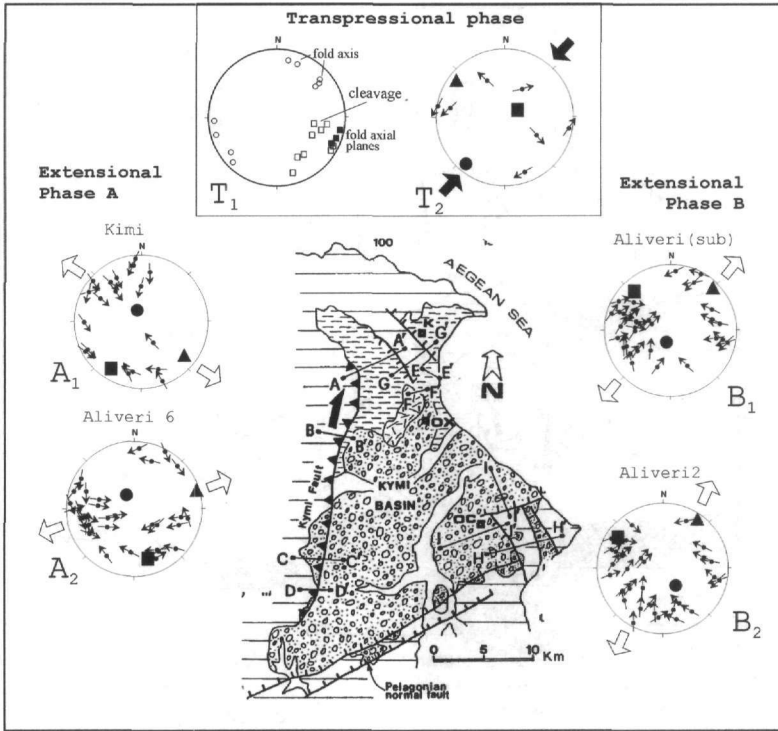 Transpressional phase
N
fold axis
cleavage
fold axial
planes
T1
N
T2
Extensional
Phase A
Kimi
N
A1
Aliveri 6
N
A2
Extensional
Phase B
Aliveri(sub)
N
B1
Aliveri2
N
B2
100
AEGEAN SEA
N
K
A'
G'
A
G
E
E'
F'
F
B
B'
OX
KYMI
BASIN
Kymi Fault
I
OC
I'
H'
H
C
C'
D
D'
0 5 10
Km
Pelagonian
normal fault